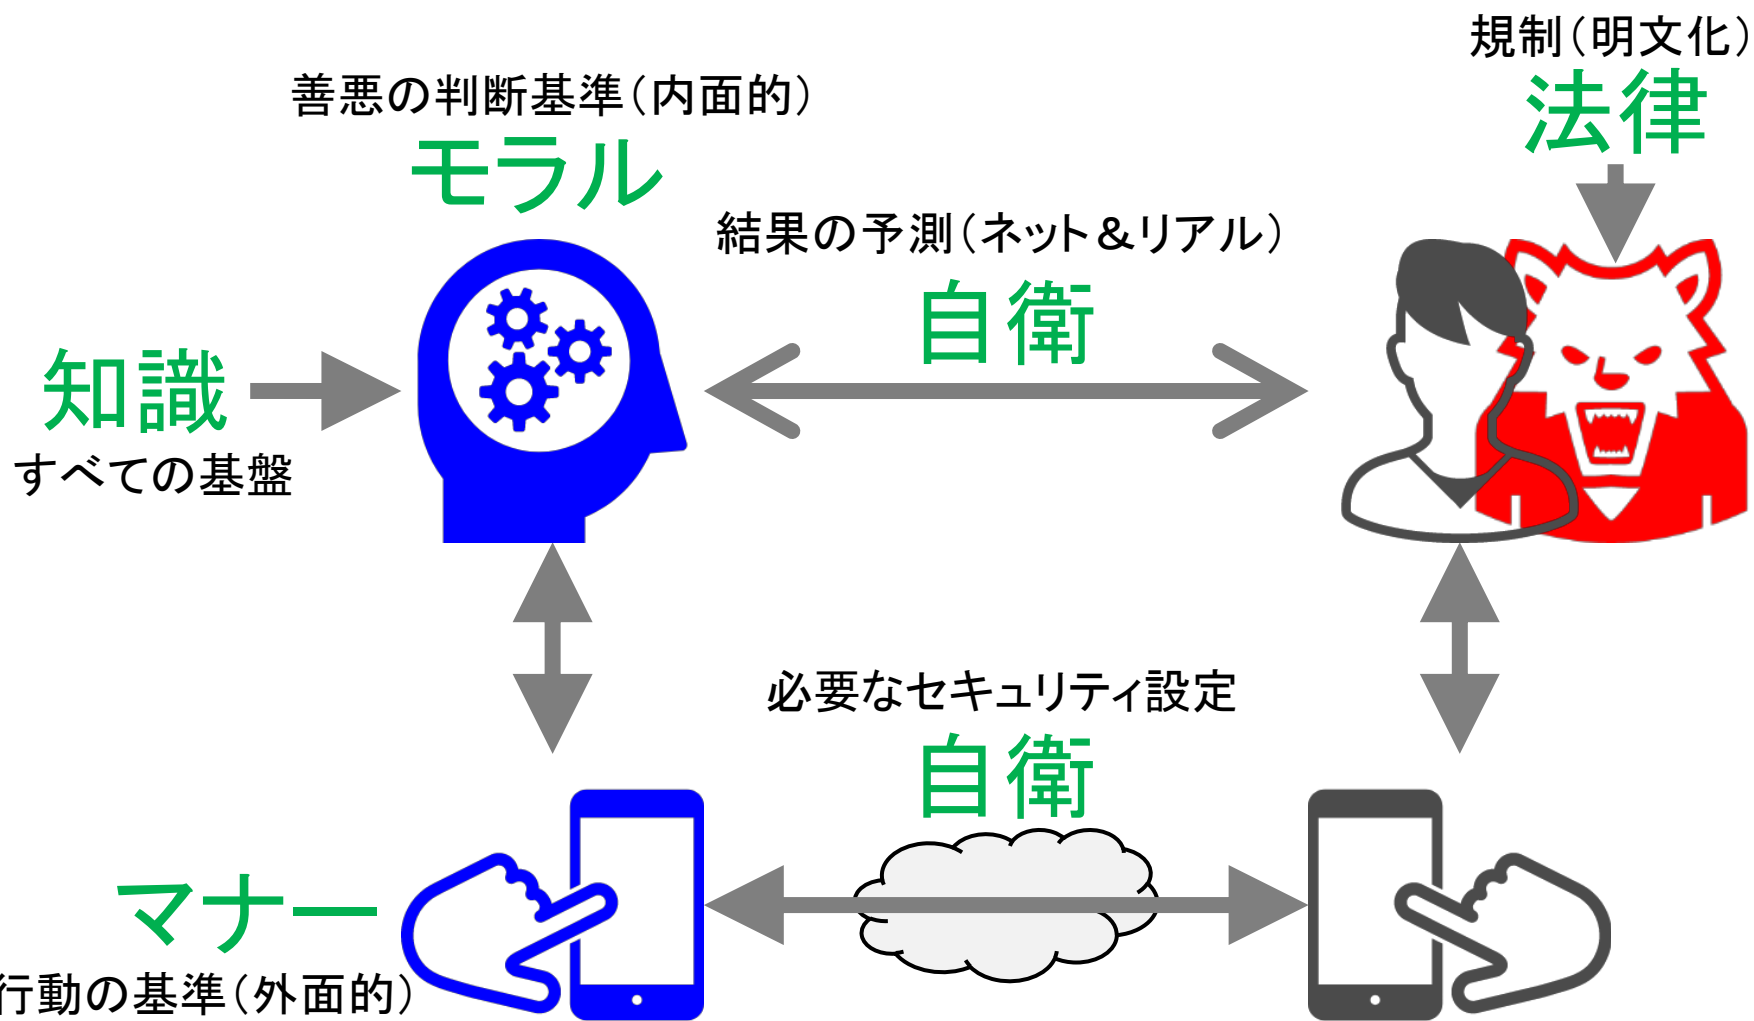 規制（明文化）
法律
善悪の判断基準（内面的）
モラル
結果の予測（ネット＆リアル）
自衛
知識
すべての基盤
必要なセキュリティ設定
自衛
マナー
行動の基準（外面的）